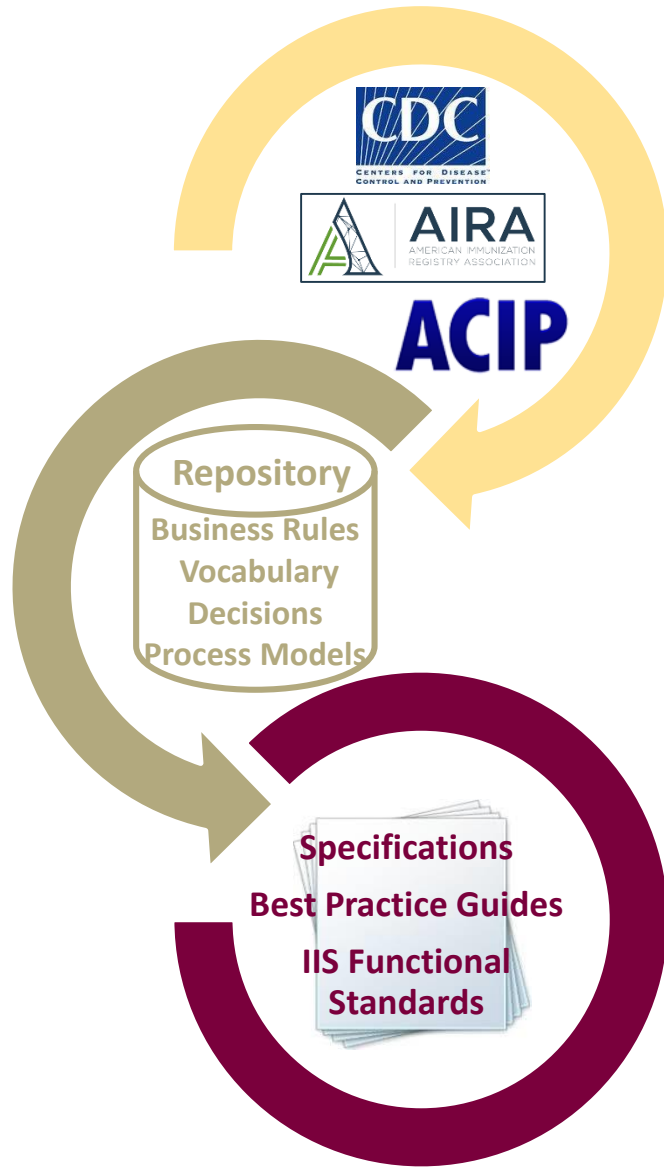 CDC
CENTERS FOR DISEASE™
CONTROL AND PREVENTION
AIRA
AMERICAN IMMUNIZATION
REGISTRY ASSOCIATION
ACIP
Repository
Business Rules
Vocabulary
Decisions
Process Models
Specifications
Best Practice Guides
IIS Functional
Standards